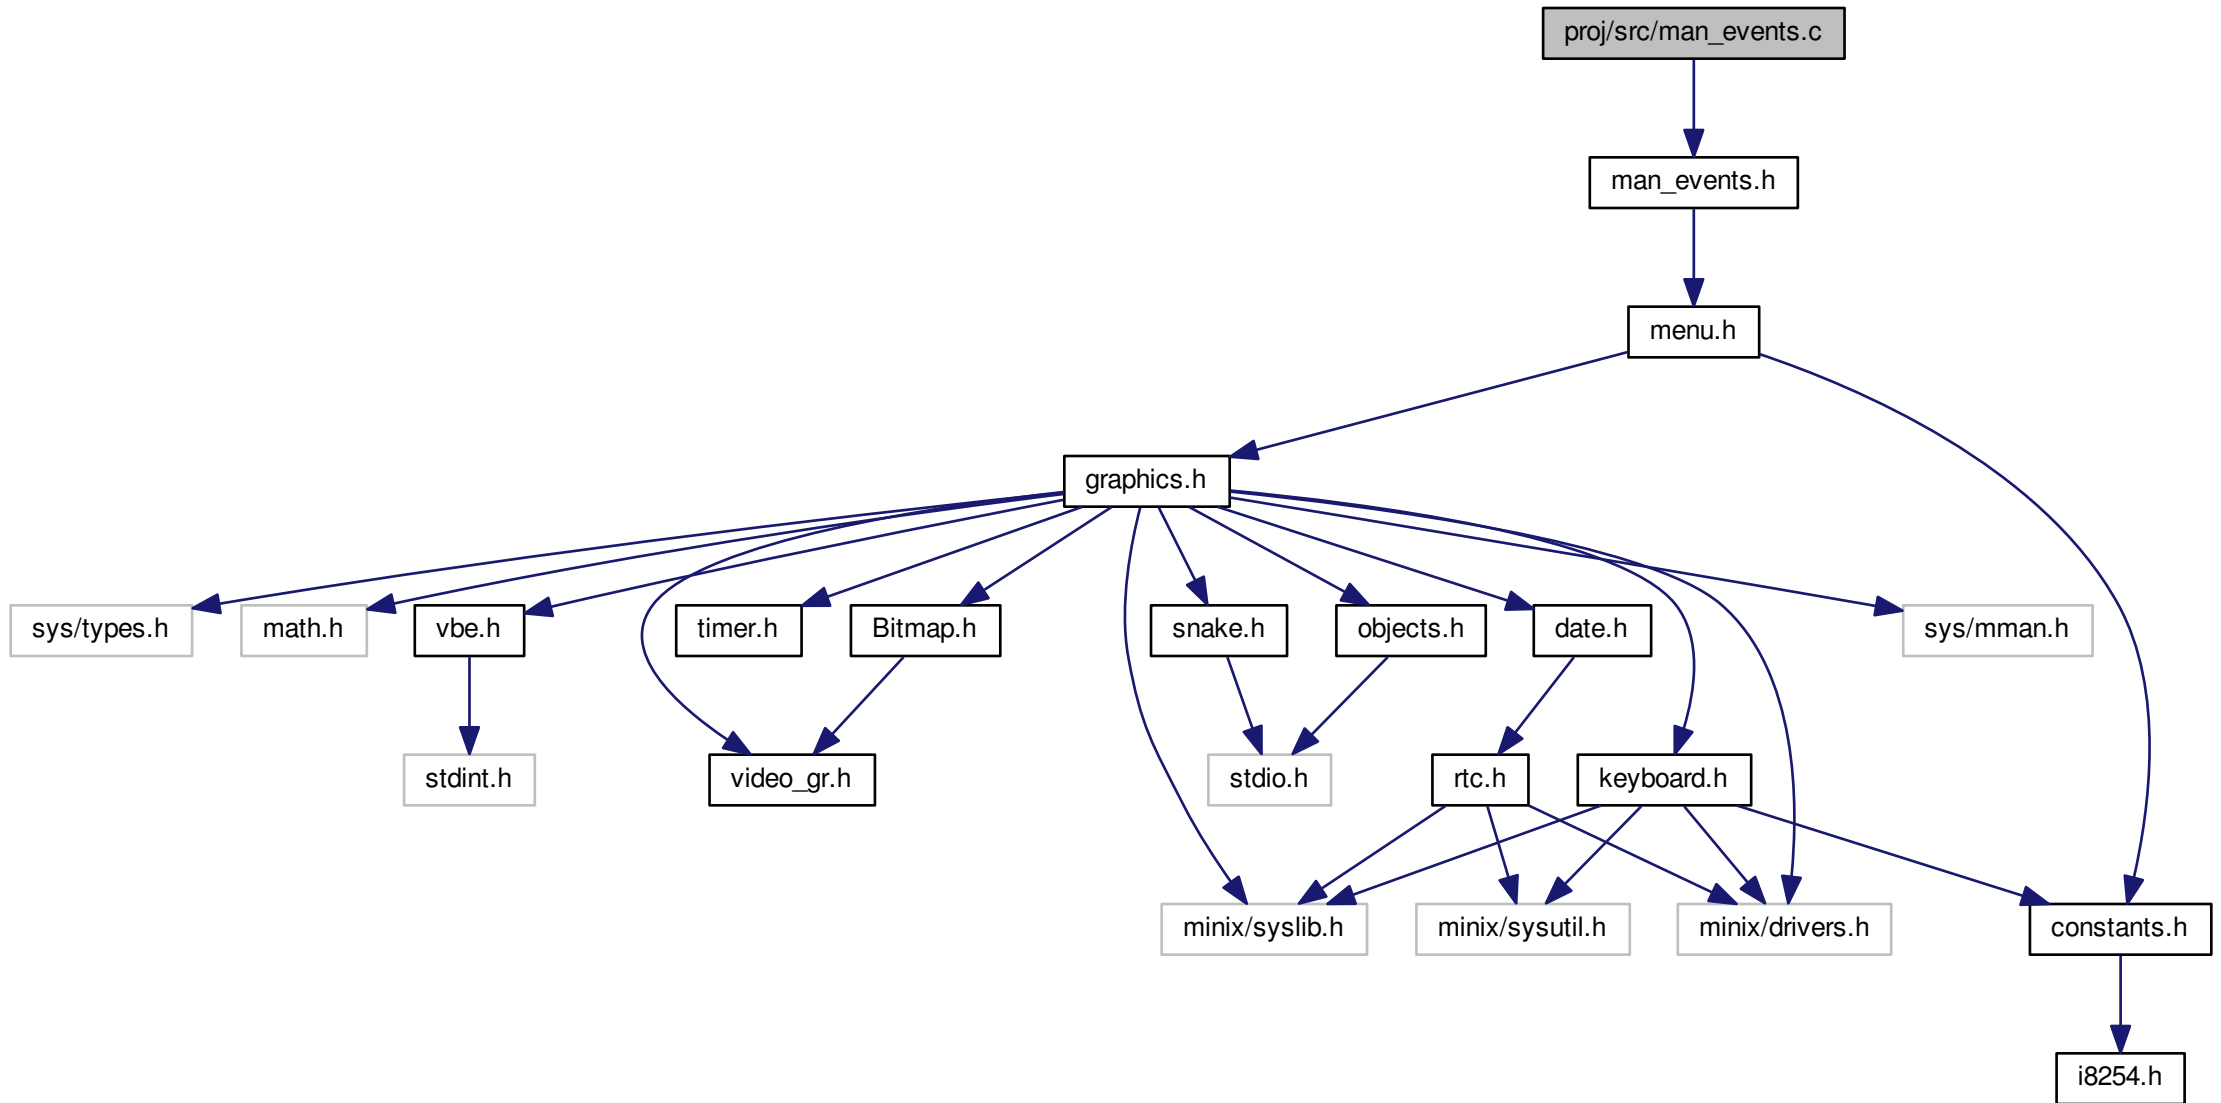 proj/src/man_events.c
man_events.h
menu.h
graphics.h
sys/types.h
math.h
vbe.h
timer.h
Bitmap.h
snake.h
objects.h
date.h
sys/mman.h
stdint.h
video_gr.h
stdio.h
rtc.h
keyboard.h
minix/syslib.h
minix/sysutil.h
minix/drivers.h
constants.h
i8254.h